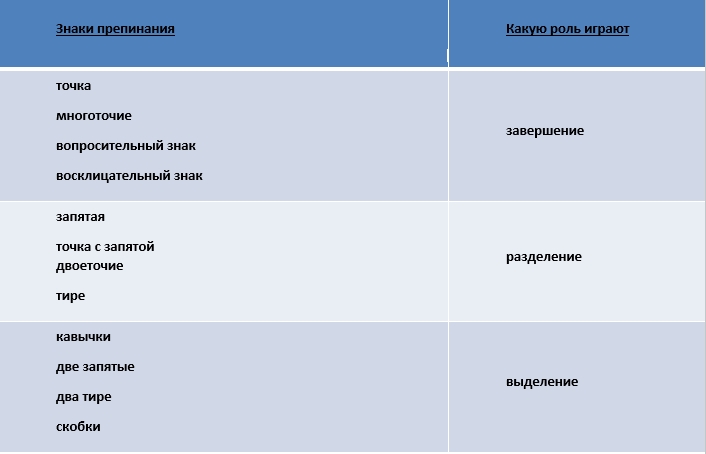 Знаки препинания
Какую роль играют
точка
многоточие
вопросительный знак
восклицательный знак
завершение
запятая
точка с запятой
двоеточие
тире
разделение
кавычки
две запятые
два тире
скобки
выделение